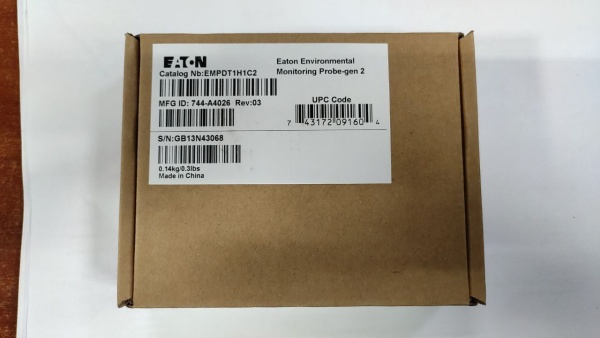 EATON
Catalog Nb:EMPDT1H1C2
Eaton Environmental
Monitoring Probe-gen 2
MFG ID: 744-A4026 Rev:03
UPC Code
7 43172 09160 4
S/N:GB13N43068
0.14kg/0.3lbs
Made in China